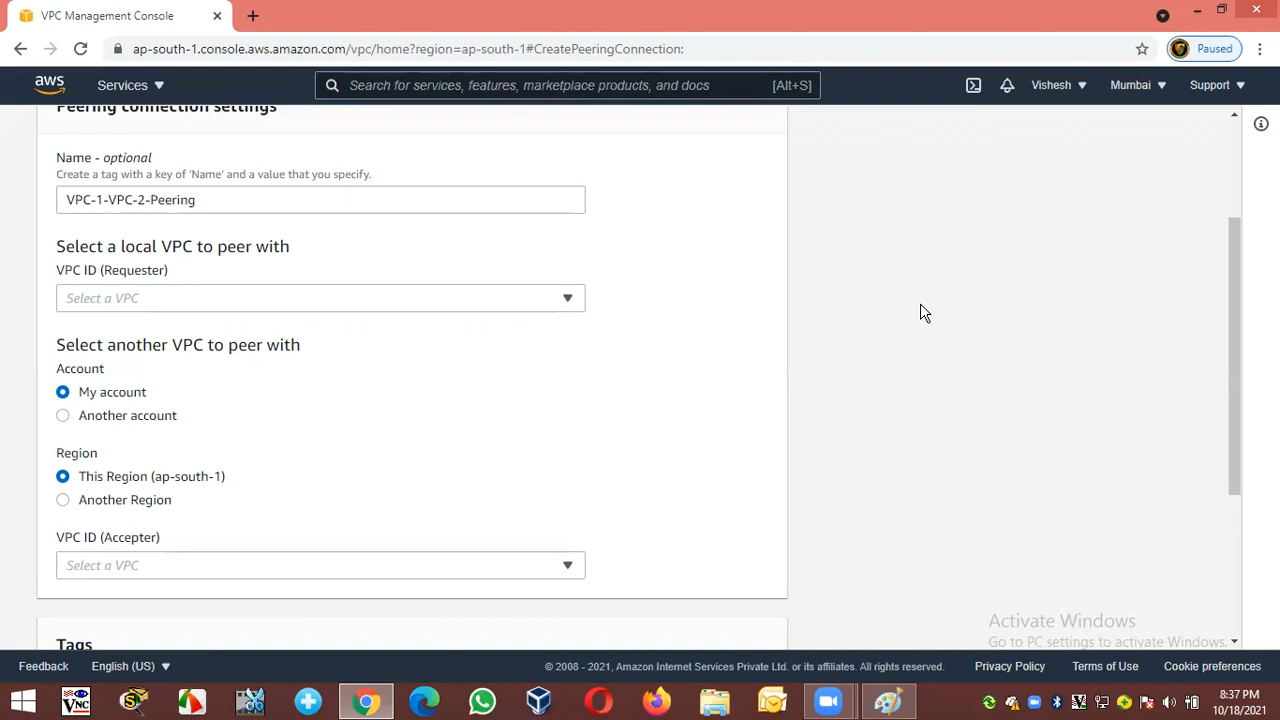 VPC Management Console
ap-south-1.console.aws.amazon.com/vpc/home?region=ap-south-1#CreatePeeringConnection:
Paused
aws
Services
Search for services, features, marketplace products, and docs
[Alt+S]
Vishesh
Mumbai
Support
Peering connection settings
Name - optional
Create a tag with a key of 'Name' and a value that you specify.
VPC-1-VPC-2-Peering
Select a local VPC to peer with
VPC ID (Requester)
Select a VPC
Select another VPC to peer with
Account
My account
Another account
Region
This Region (ap-south-1)
Another Region
VPC ID (Accepter)
Select a VPC
Tags
Activate Windows
Go to PC settings to activate Windows.
Feedback
English (US)
© 2008 - 2021, Amazon Internet Services Private Ltd. or its affiliates. All rights reserved.
Privacy Policy
Terms of Use
Cookie preferences
VNC
8:37 PM
10/18/2021